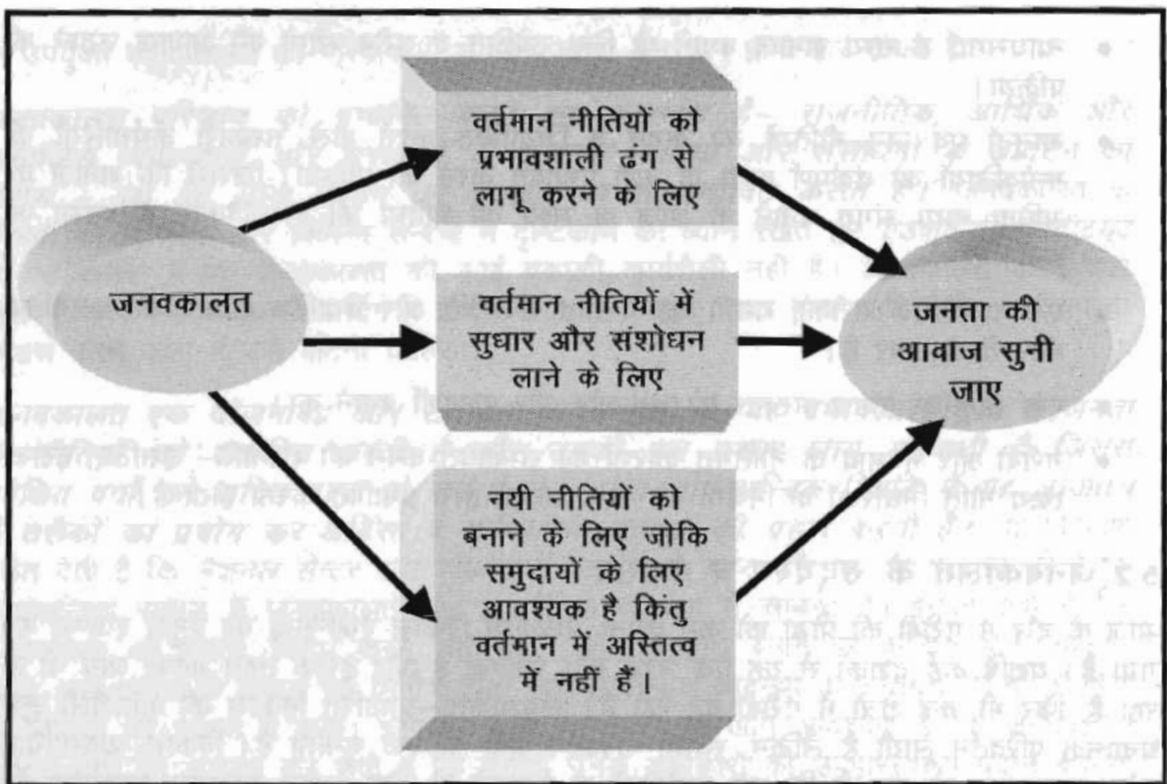 वर्तमान नीतियों को
प्रभावशाली ढंग से
लागू करने के लिए
जनवकालत
वर्तमान नीतियों में
सुधार और संशोधन
लाने के लिए
जनता की
आवाज सुनी
जाए
नयी नीतियों को
बनाने के लिए जोकि
समुदायों के लिए
आवश्यक है किंतु
वर्तमान में अस्तित्व
में नहीं हैं।